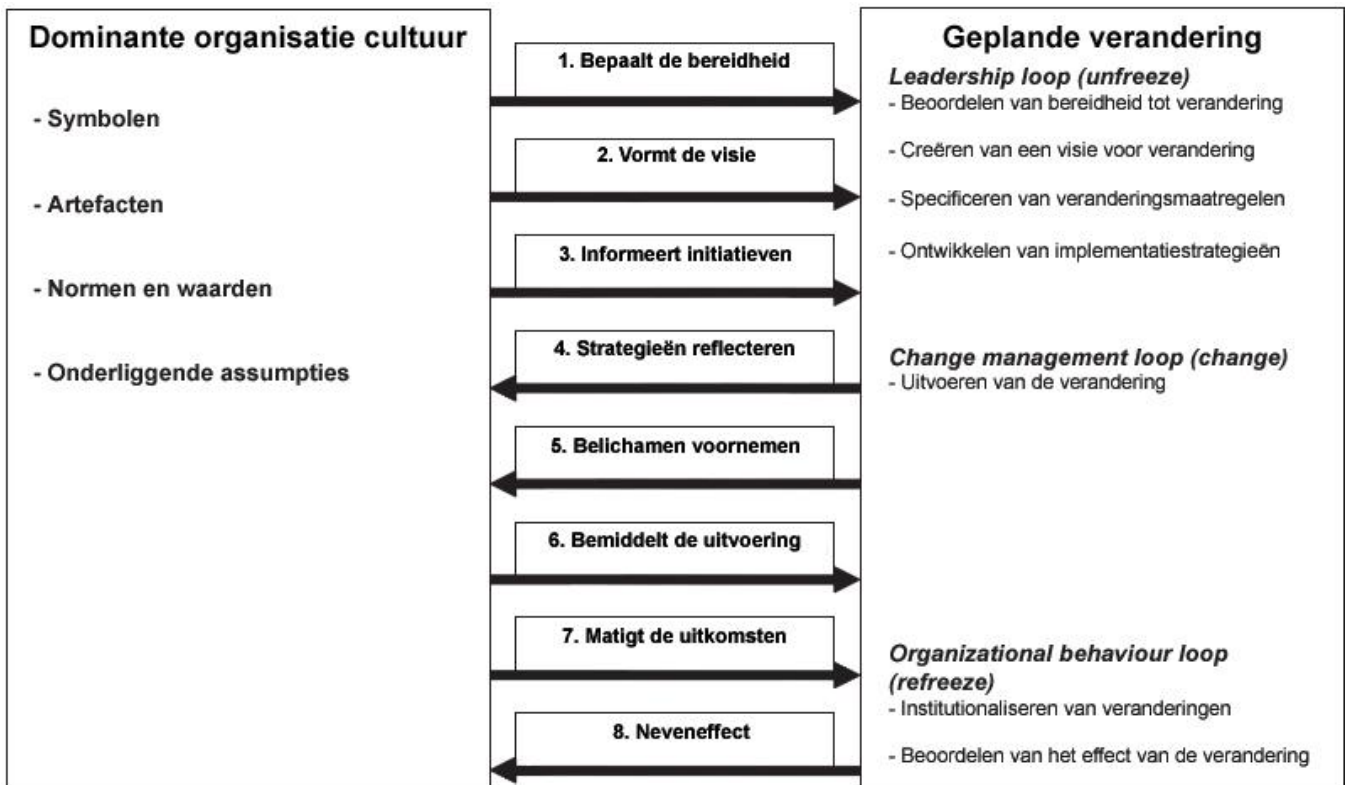 Dominante organisatie cultuur
- Symbolen
- Artefacten
- Normen en waarden
- Onderliggende assumpties
1. Bepaalt de bereidheid
2. Vormt de visie
3. Informeert initiatieven
4. Strategieën reflecteren
5. Belichamen voornemen
6. Bemiddelt de uitvoering
7. Matigt de uitkomsten
8. Neveneffect
Geplande verandering
Leadership loop (unfreeze)
- Beoordelen van bereidheid tot verandering
- Creëren van een visie voor verandering
- Specificeren van veranderingsmaatregelen
- Ontwikkelen van implementatiestrategieën
Change management loop (change)
- Uitvoeren van de verandering
Organizational behaviour loop
(refreeze)
- Institutionaliseren van veranderingen
- Beoordelen van het effect van de verandering